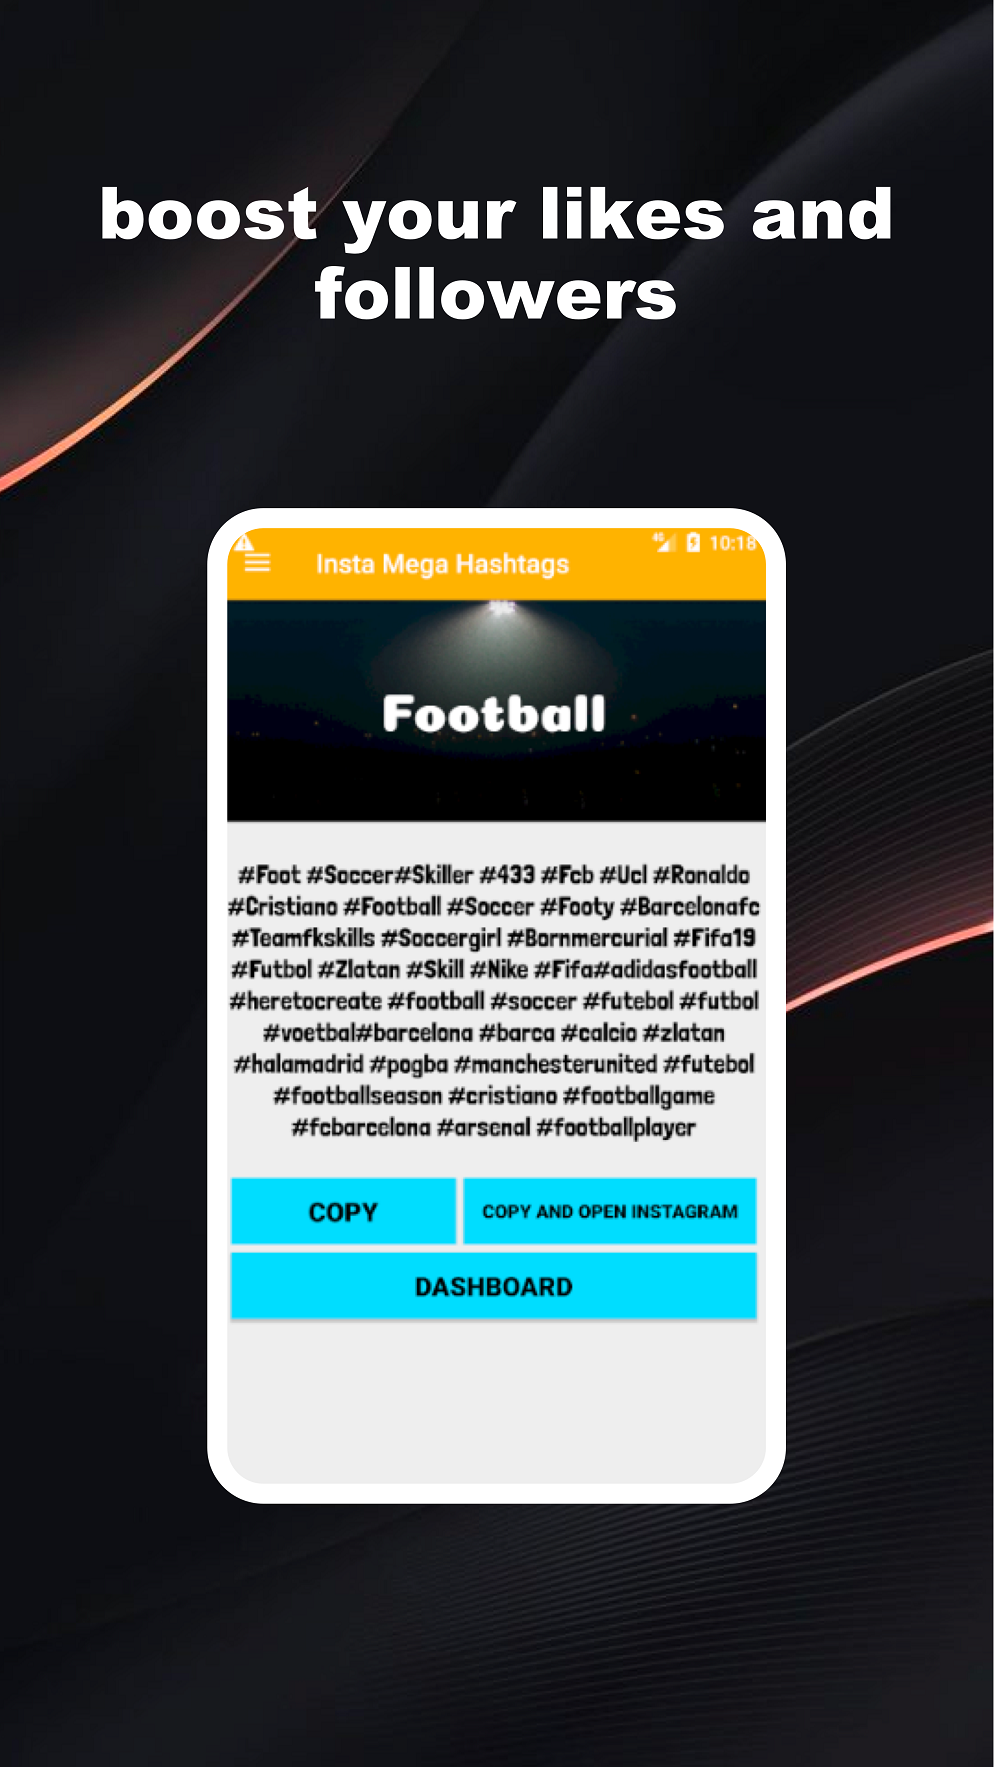 boost your likes and
followers
4G 10:18
Insta Mega Hashtags
Football
#Foot #Soccer#Skiller #433 #Fcb #Ucl #Ronaldo
#Cristiano #Football #Soccer #Footy #Barcelonafc
#Teamfkskills #Soccergirl #Bornmercurial #Fifa19
#Futbol #Zlatan #Skill #Nike #Fifa#adidasfootball
#heretocreate #football #soccer #futebol #futbol
#voetbal#barcelona #barca #calcio #zlatan
#halamadrid #pogba #manchesterunited #futebol
#footballseason #cristiano #footballgame
#fcbarcelona #arsenal #footballplayer
COPY
COPY AND OPEN INSTAGRAM
DASHBOARD